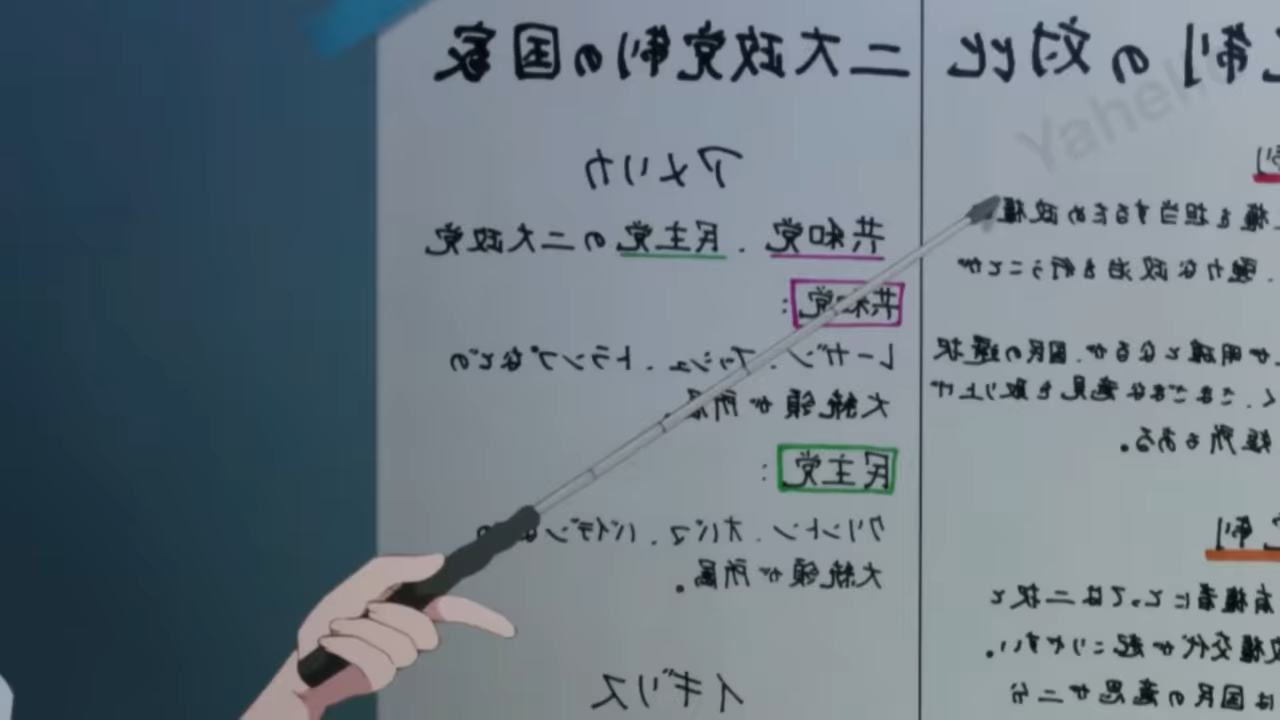 制の対比
Yahel
制
権を担当するため政権
、強力な政治を行うことが
が明確となるが、国民の選択
く、さまざまな意見を取り上げ
短所もある。
制
有権者にとっては二択と
権交代が起こりやすい。
は国民の意思が二分
二大政党制の国家
アメリカ
共和党、民主党の二大政党
共和党：
レーガン、ブッシュ、トランプなどの
大統領が所属。
民主党：
クリントン、オバマ、バイデン の
大統領が所属。
イギリス